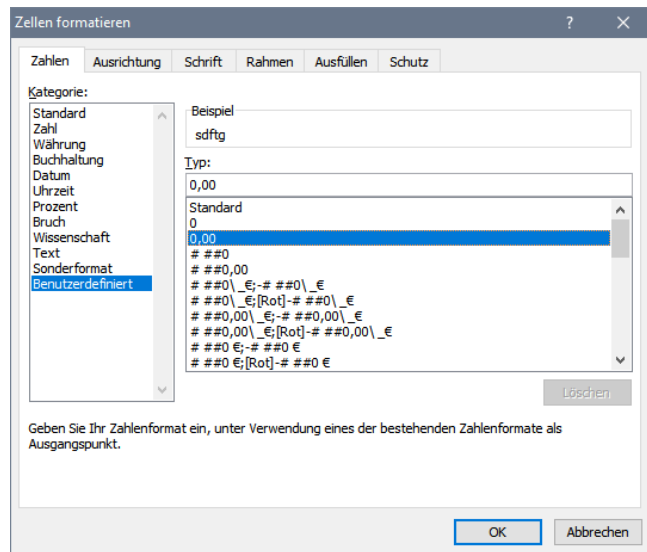 Zellen formatieren
Zahlen Ausrichtung Schrift Rahmen Ausfüllen Schutz
Kategorie:
Standard
Zahl
Währung
Buchhaltung
Datum
Uhrzeit
Prozent
Bruch
Wissenschaft
Text
Sonderformat
Benutzerdefiniert
Beispiel
sdftg
Typ:
0,00
Standard
0
0,00
# ##0
# ##0,00
# ##0\ _€;-# ##0\ _€
# ##0\ _€;[Rot]-# ##0\ _€
# ##0,00\ _€;-# ##0,00\ _€
# ##0,00\ _€;[Rot]-# ##0,00\ _€
# ##0 €;-# ##0 €
# ##0 €;[Rot]-# ##0 €
Löschen
Geben Sie Ihr Zahlenformat ein, unter Verwendung eines der bestehenden Zahlenformate als
Ausgangspunkt.
OK Abbrechen